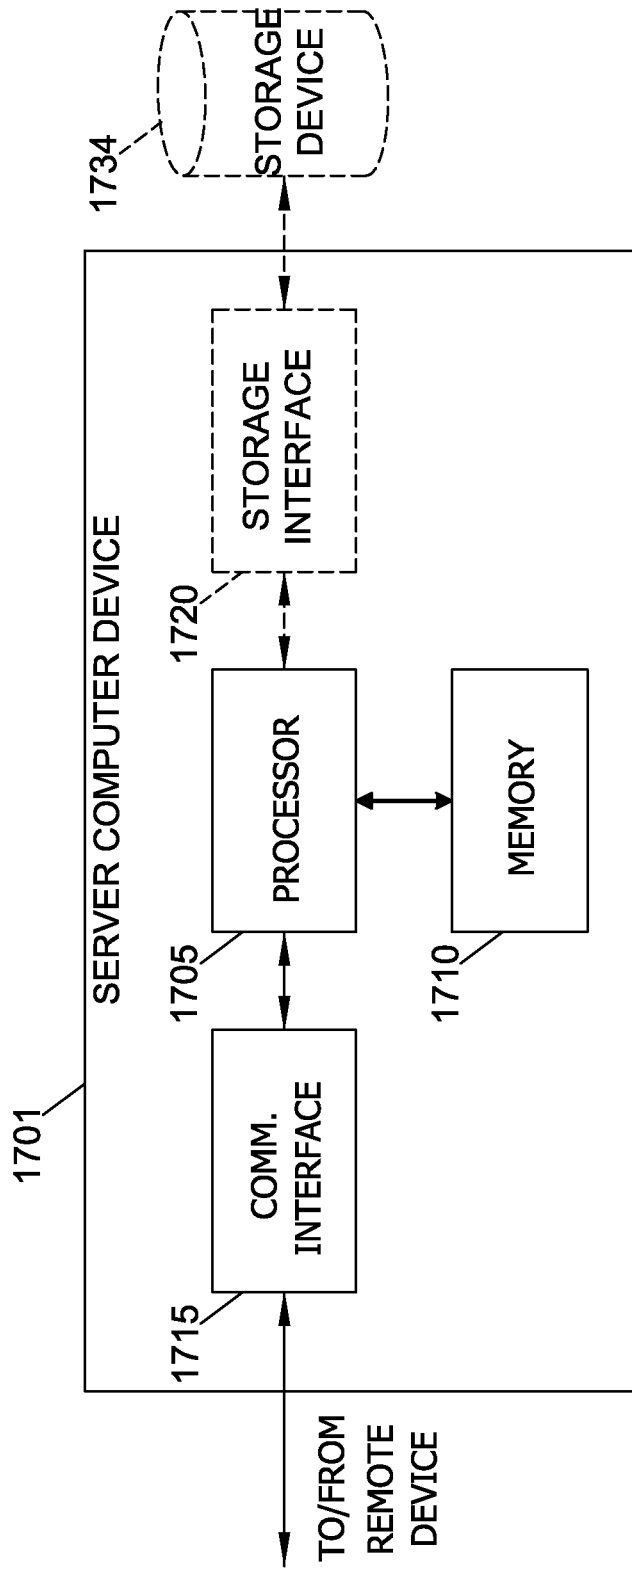 1701
SERVER COMPUTER DEVICE
1715
COMM.
INTERFACE
1705
PROCESSOR
1720
STORAGE
INTERFACE
1734
STORAGE
DEVICE
TO/FROM
REMOTE
DEVICE
1710
MEMORY